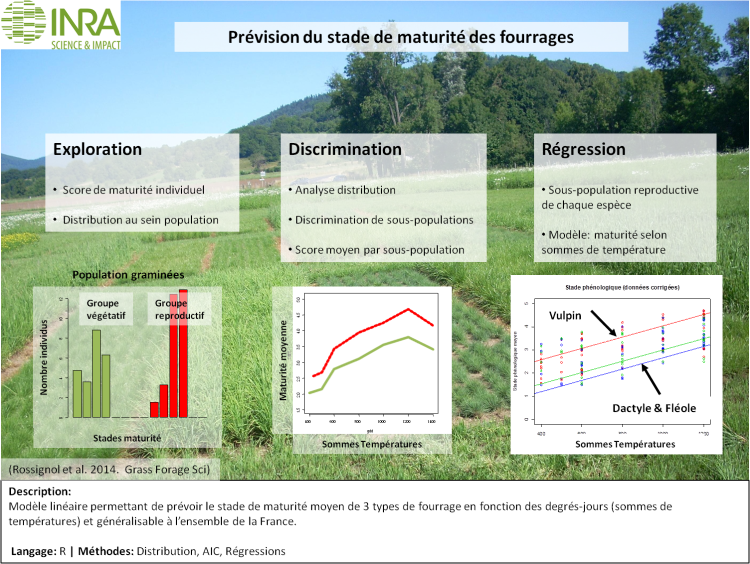 INRA
SCIENCE & IMPACT
Prévision du stade de maturité des fourrages
Exploration
• Score de maturité individuel
• Distribution au sein population
Discrimination
• Analyse distribution
• Discrimination de sous-populations
• Score moyen par sous-population
Régression
• Sous-population reproductive
de chaque espèce
• Modèle: maturité selon
sommes de température
Population graminées
Groupe
végétatif
Groupe
reproductif
Nombre individus
Stades maturité
Maturité moyenne
Sommes Températures
Stade phénologique (données corrigées)
Stade phénologique moyen
Vulpin
Dactyle & Fléole
Sommes Températures
(Rossignol et al. 2014. Grass Forage Sci)
Description:
Modèle linéaire permettant de prévoir le stade de maturité moyen de 3 types de fourrage en fonction des degrés-jours (sommes de
températures) et généralisable à l'ensemble de la France.
Langage: R | Méthodes: Distribution, AIC, Régressions